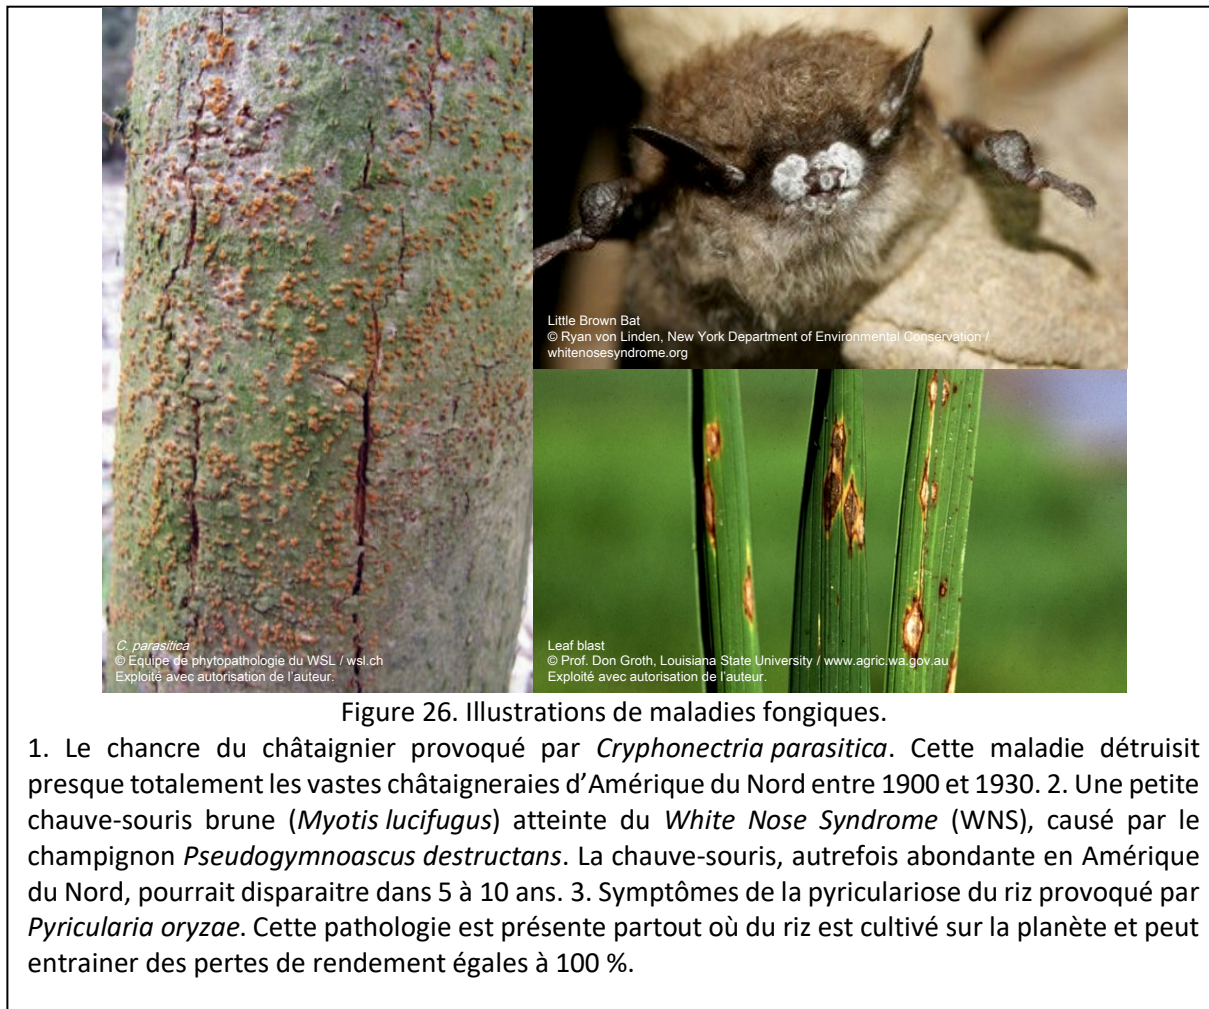 C. parasitica
© Equipe de phytopathologie du WSL / wsl.ch
Exploité avec autorisation de l'auteur.
Little Brown Bat
© Ryan von Linden, New York Department of Environmental Conservation /
whitenosesyndrome.org
Leaf blast
© Prof. Don Groth, Louisiana State University / www.agric.wa.gov.au
Exploité avec autorisation de l'auteur.
Figure 26. Illustrations de maladies fongiques.
1. Le chancre du châtaignier provoqué par Cryphonectria parasitica. Cette maladie détruisit
presque totalement les vastes châtaigneraies d’Amérique du Nord entre 1900 et 1930. 2. Une petite
chauve-souris brune (Myotis lucifugus) atteinte du White Nose Syndrome (WNS), causé par le
champignon Pseudogymnoascus destructans. La chauve-souris, autrefois abondante en Amérique
du Nord, pourrait disparaitre dans 5 à 10 ans. 3. Symptômes de la pyriculariose du riz provoqué par
Pyricularia oryzae. Cette pathologie est présente partout où du riz est cultivé sur la planète et peut
entrainer des pertes de rendement égales à 100 %.